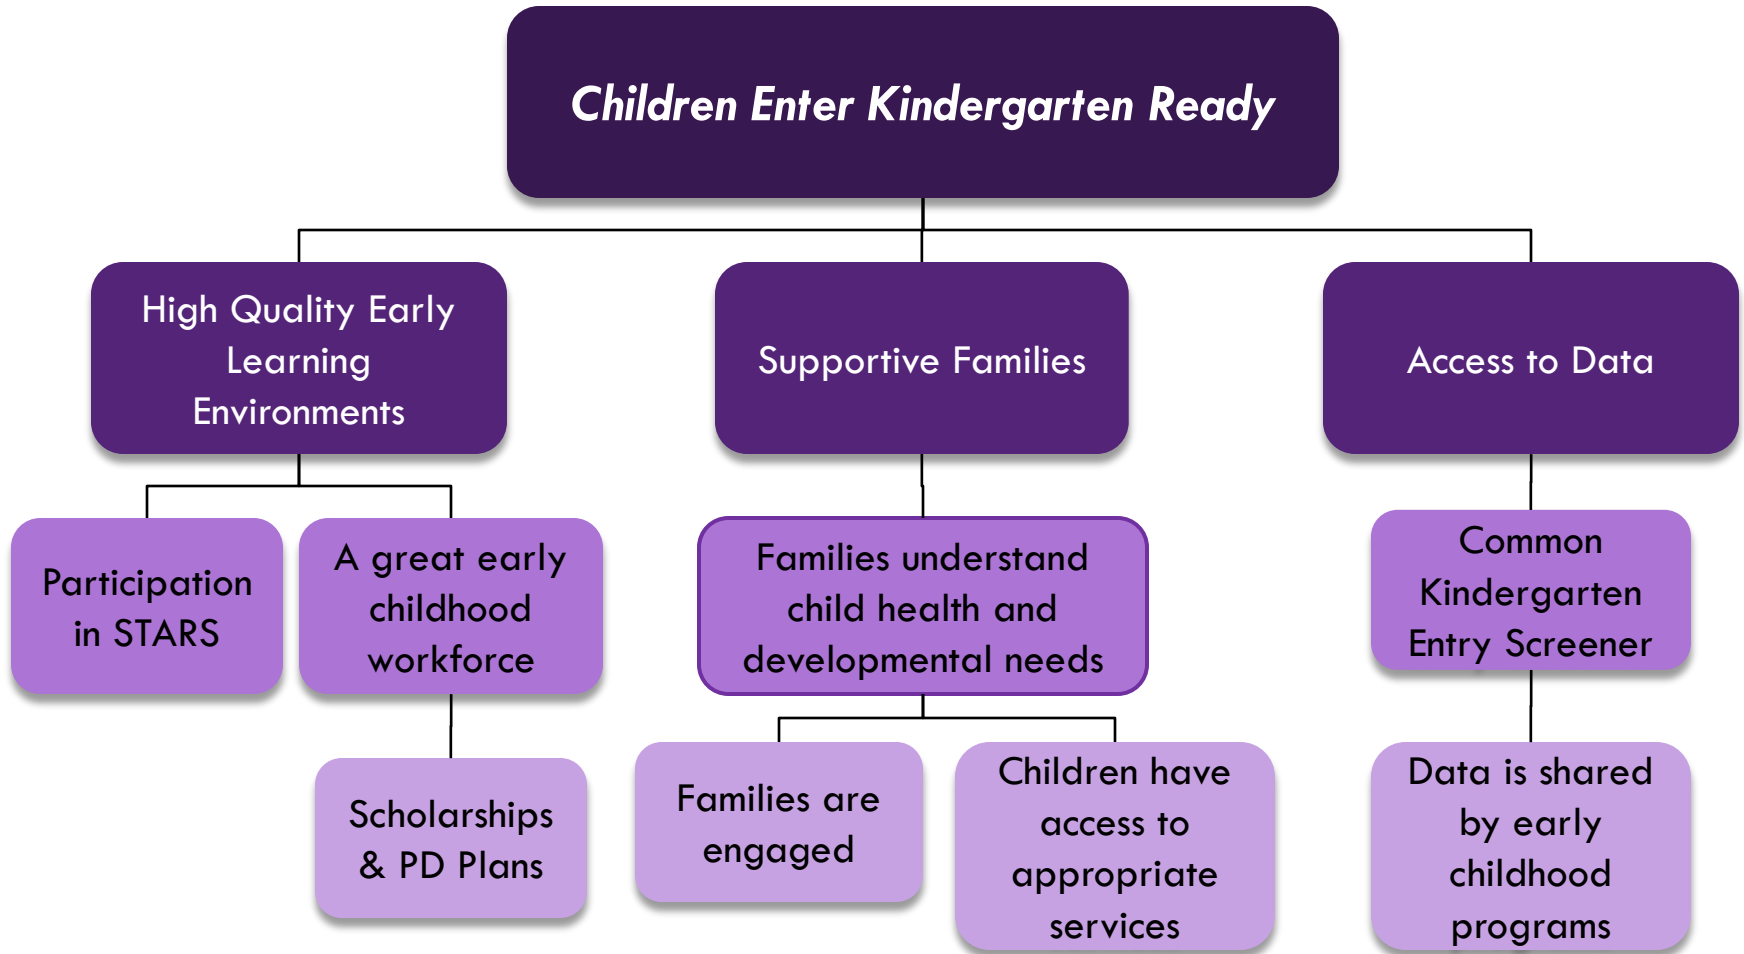 Children Enter Kindergarten Ready
High Quality Early
Learning
Environments
Supportive Families
Access to Data
Participation
in STARS
A great early
childhood
workforce
Families understand
child health and
developmental needs
Common
Kindergarten
Entry Screener
Scholarships
& PD Plans
Families are
engaged
Children have
access to
appropriate
services
Data is shared
by early
childhood
programs